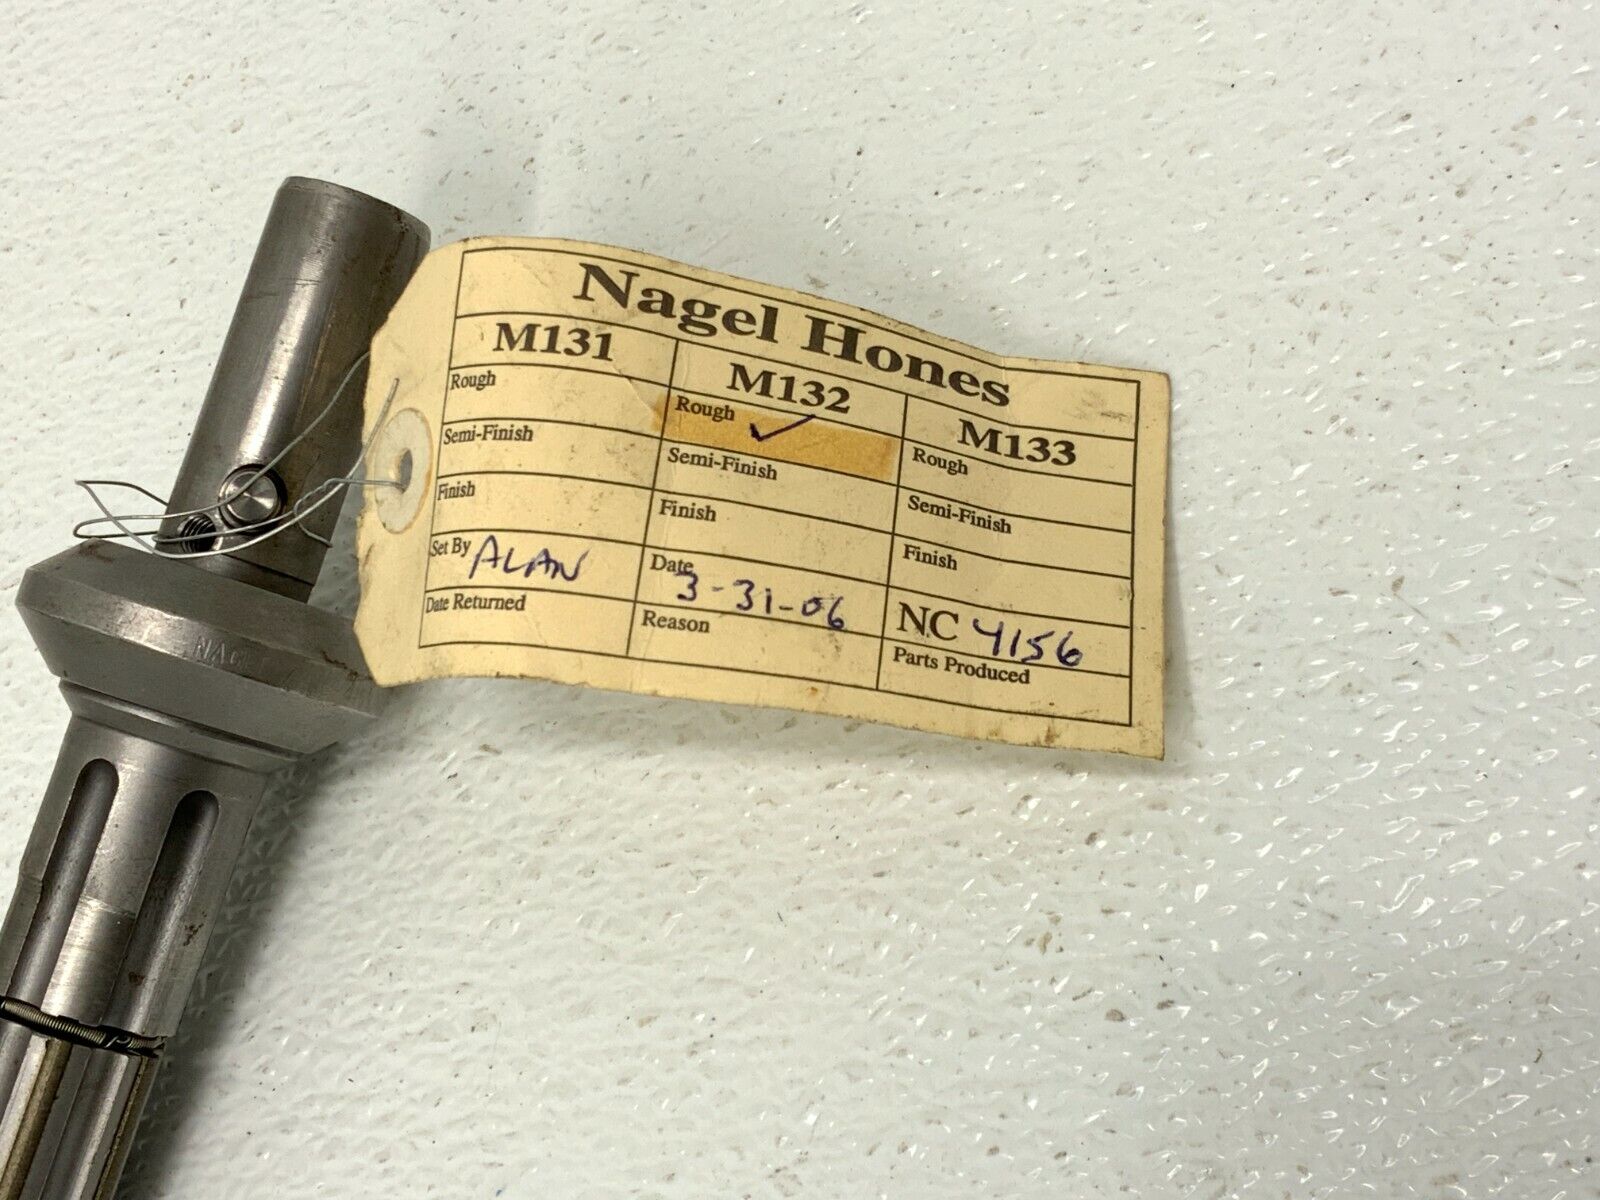 Nagel Hones
M131 M132 M133
Rough Rough ✓ Rough
Semi-Finish Semi-Finish Semi-Finish
Finish Finish Finish
Set By ALAN Date 3-31-06 NC 4156
Date Returned Reason Parts Produced
NAGEL